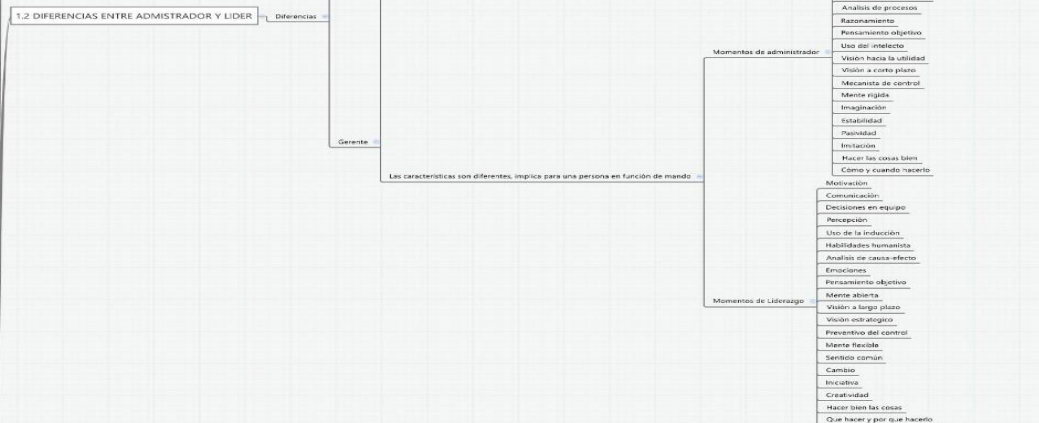 1.2 DIFERENCIAS ENTRE ADMISTRADOR Y LIDER
Diferencias
Gerente
Las caracteristicas son diferentes, implica para una persona en función de mando
Momentos de administrador
Analisis de procesos
Razonamiento
Pensamiento objetivo
Uso del intelecto
Visión hacia la utilidad
Visión a corto plazo
Mecanista de control
Mente rigida
Imaginación
Estabilidad
Pasividad
Imitación
Hacer las cosas bien
Cómo y cuando hacerlo
Momentos de Liderazgo
Motivación
Comunicación
Decisiones en equipo
Percepción
Uso de la inducción
Habilidades humanista
Analisis de causa-efecto
Emociones
Pensamiento objetivo
Mente abierta
Visión a largo plazo
Visión estrategico
Preventivo del control
Mente flexible
Sentido común
Cambio
Iniciativa
Creatividad
Hacer bien las cosas
Que hacer y por que hacerlo